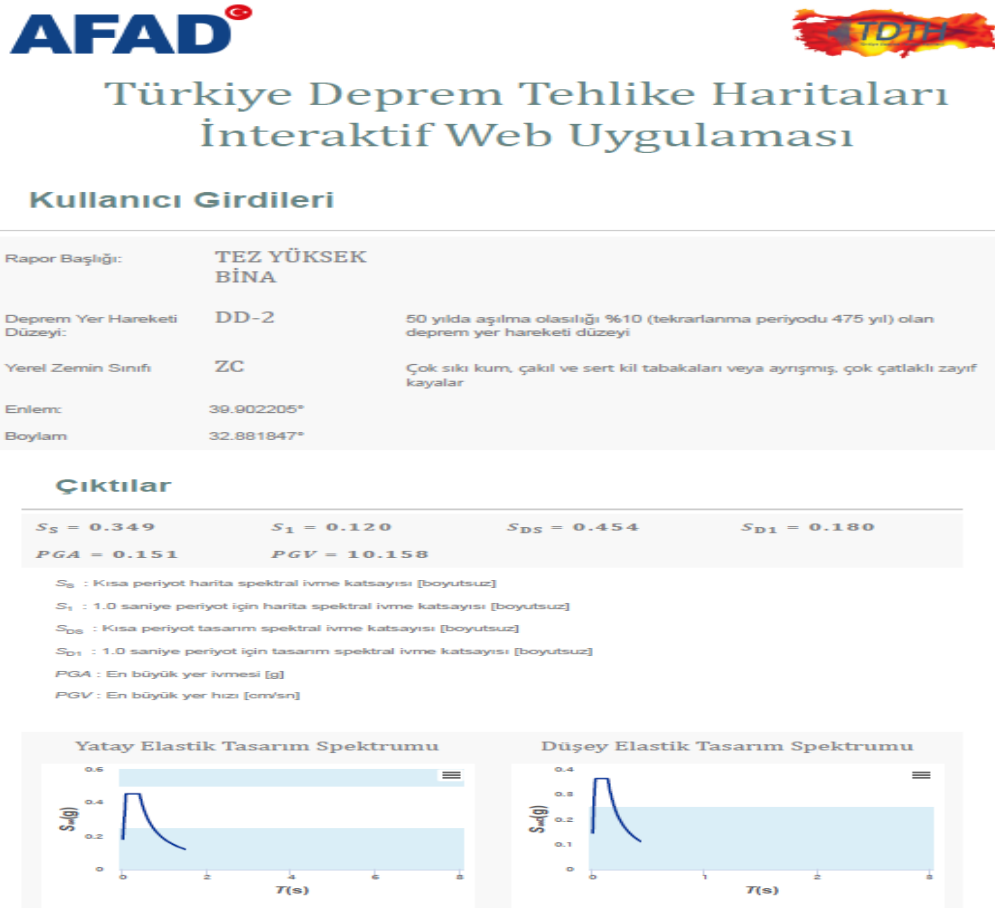 AFAD
TDTH
Türkiye Deprem Tehlike Haritaları
İnteraktif Web Uygulaması
Kullanıcı Girdileri
Rapor Başlığı: TEZ YÜKSEK
BİNA
Deprem Yer Hareketi DD-2 50 yılda aşılma olasılığı %10 (tekrarlanma periyodu 475 yıl) olan
Düzeyi: deprem yer hareketi düzeyi
Yerel Zemin Sınıfı ZC Çok sıkı kum, çakıl ve sert kil tabakaları veya ayrışmış, çok çatlaklı zayıf
kayalar
Enlem: 39.902205°
Boylam 32.881847°
Çıktılar
S_S = 0.349 S_1 = 0.120 S_DS = 0.454 S_D1 = 0.180
PGA = 0.151 PGV = 10.158
S_S : Kısa periyot harita spektral ivme katsayısı [boyutsuz]
S_1 : 1.0 saniye periyot için harita spektral ivme katsayısı [boyutsuz]
S_DS : Kısa periyot tasarım spektral ivme katsayısı [boyutsuz]
S_D1 : 1.0 saniye periyot için tasarım spektral ivme katsayısı [boyutsuz]
PGA : En büyük yer ivmesi [g]
PGV : En büyük yer hızı [cm/sn]
Yatay Elastik Tasarım Spektrumu
0.6
0.4
0.2
0
S_ae(g)
0 2 4 6 8
T(s)
Düşey Elastik Tasarım Spektrumu
0.4
0.3
0.2
0.1
0
S_aeD(g)
0 1 2 3
T(s)